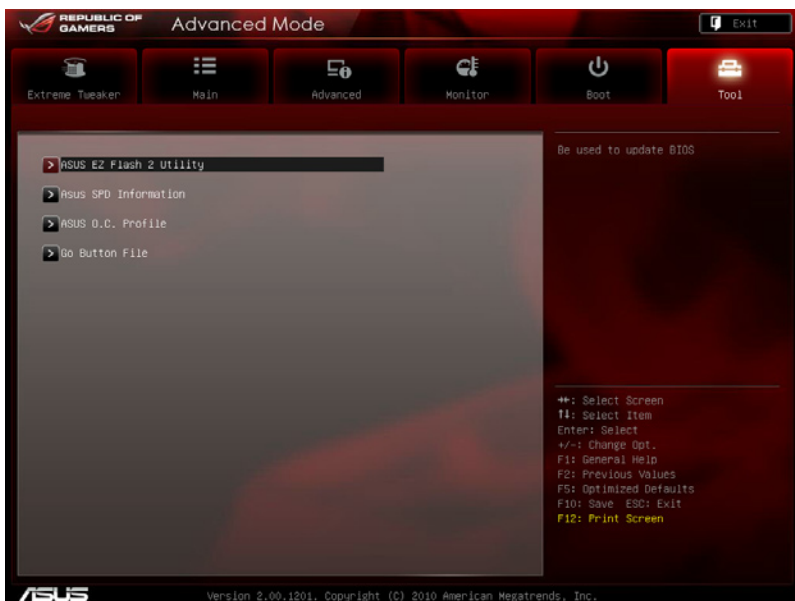 REPUBLIC OF
GAMERS
Advanced Mode
Exit
Extreme Tweaker
Main
Advanced
Monitor
Boot
Tool
ASUS EZ Flash 2 Utility
Asus SPD Information
ASUS O.C. Profile
Go Button File
Be used to update BIOS
→←: Select Screen
↑↓: Select Item
Enter: Select
+/-: Change Opt.
F1: General Help
F2: Previous Values
F5: Optimized Defaults
F10: Save ESC: Exit
F12: Print Screen
ASUS
Version 2.00.1201. Copyright (C) 2010 American Megatrends, Inc.